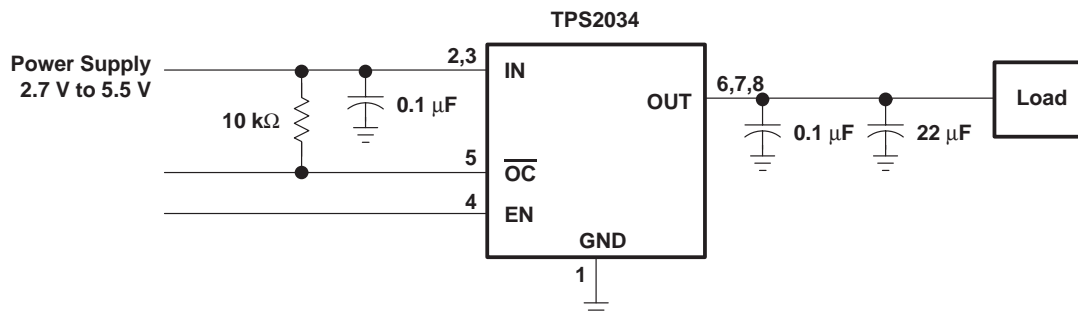 TPS2034
Power Supply
2.7 V to 5.5 V
2,3
IN
10 kΩ
0.1 μF
5
O̅C̅
4
EN
GND
1
OUT
6,7,8
0.1 μF
22 μF
Load